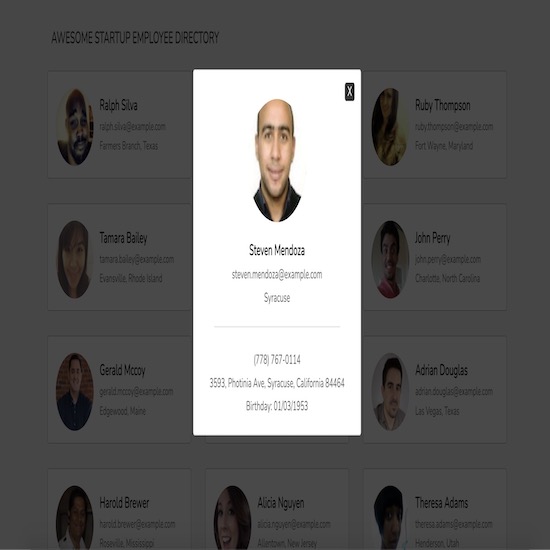 AWESOME STARTUP EMPLOYEE DIRECTORY
X
Ralph Silva
ralph.silva@example.com
Farmers Branch, Texas
Ruby Thompson
ruby.thompson@example.com
Fort Wayne, Maryland
Steven Mendoza
steven.mendoza@example.com
Syracuse
(778) 767-0114
3593, Photinia Ave, Syracuse, California 84464
Birthday: 01/03/1953
Tamara Bailey
tamara.bailey@example.com
Evansville, Rhode Island
John Perry
john.perry@example.com
Charlotte, North Carolina
Gerald Mccoy
gerald.mccoy@example.com
Edgewood, Maine
Adrian Douglas
adrian.douglas@example.com
Las Vegas, Texas
Harold Brewer
harold.brewer@example.com
Roseville, Mississippi
Alicia Nguyen
alicia.nguyen@example.com
Allentown, New Jersey
Theresa Adams
theresa.adams@example.com
Henderson, Utah